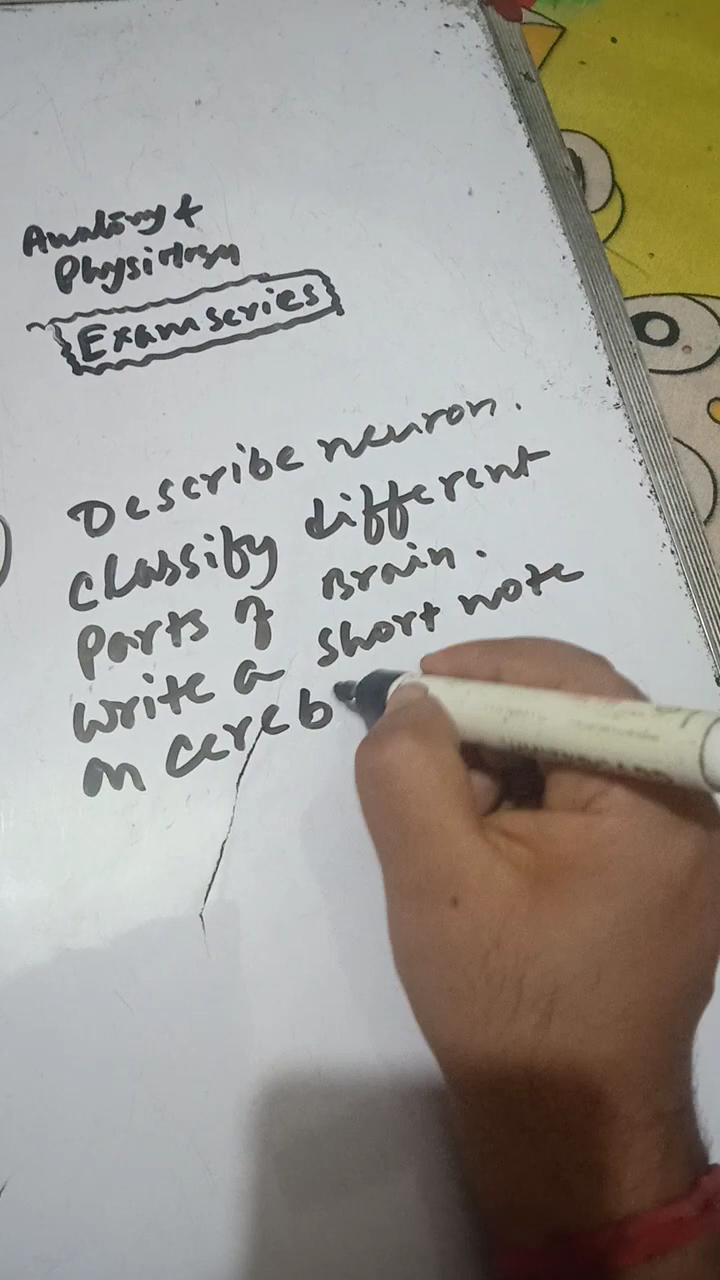 Anatomy &
Physiology
Exam series
Describe neuron.
classify different
parts of Brain.
write a short note
on cereb